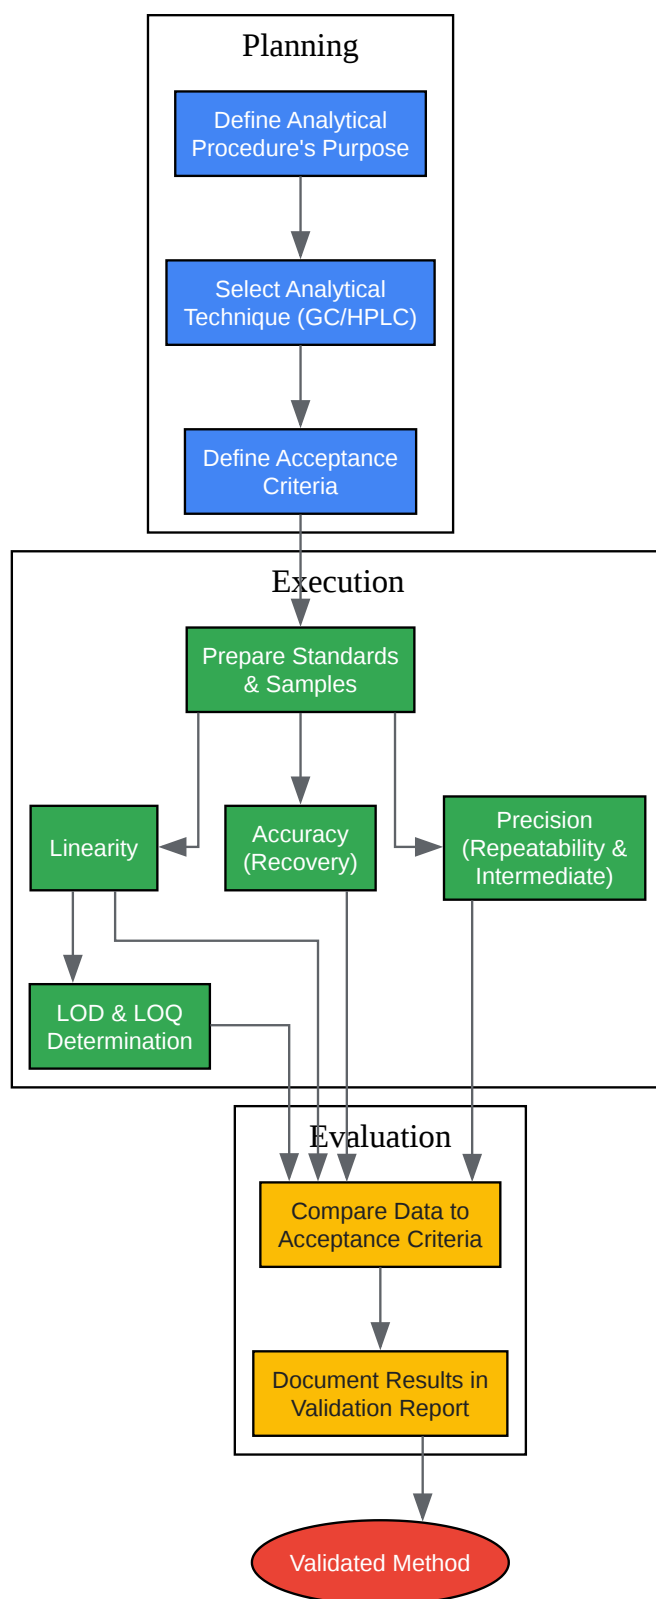 Planning
Define Analytical
Procedure's Purpose
Select Analytical
Technique (GC/HPLC)
Define Acceptance
Criteria
Execution
Prepare Standards
& Samples
Linearity
Accuracy
(Recovery)
Precision
(Repeatability &
Intermediate)
LOD & LOQ
Determination
Evaluation
Compare Data to
Acceptance Criteria
Document Results in
Validation Report
Validated Method